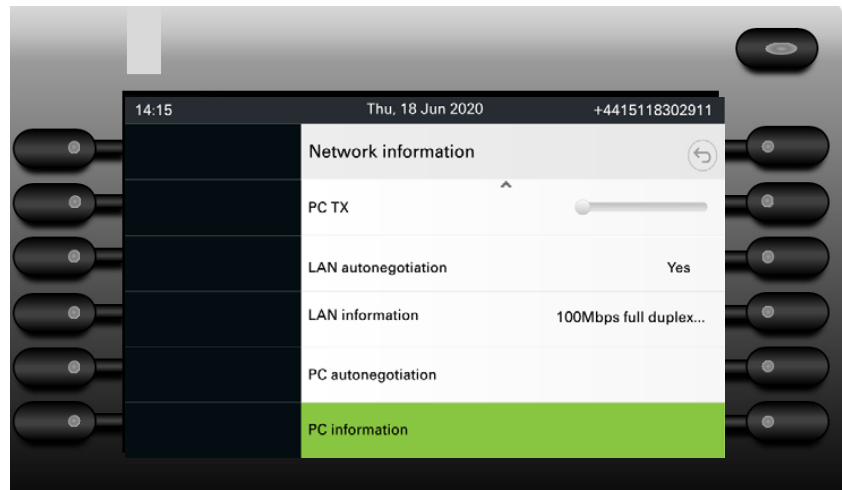 14:15 Thu, 18 Jun 2020 +4415118302911
Network information
PC TX
LAN autonegotiation Yes
LAN information 100Mbps full duplex...
PC autonegotiation
PC information